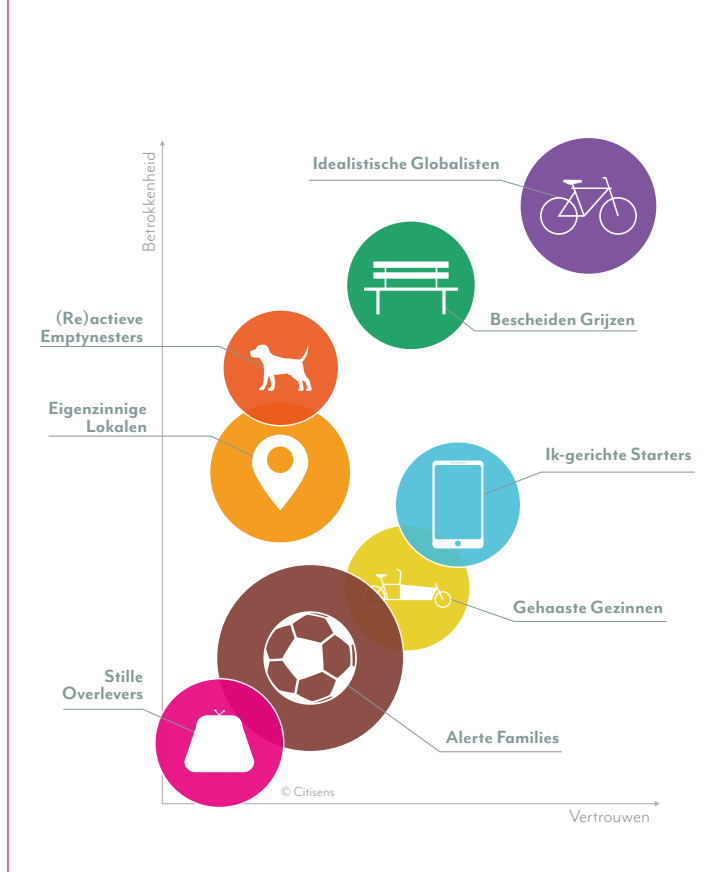 Idealistische Globalisten
Betrokkenheid
(Re)actieve
Emptynesters
Bescheiden Grijzen
Eigenzinnige
Lokalen
Ik-gerichte Starters
Gehaaste Gezinnen
Stille
Overlevers
Alerte Families
© Citisens
Vertrouwen